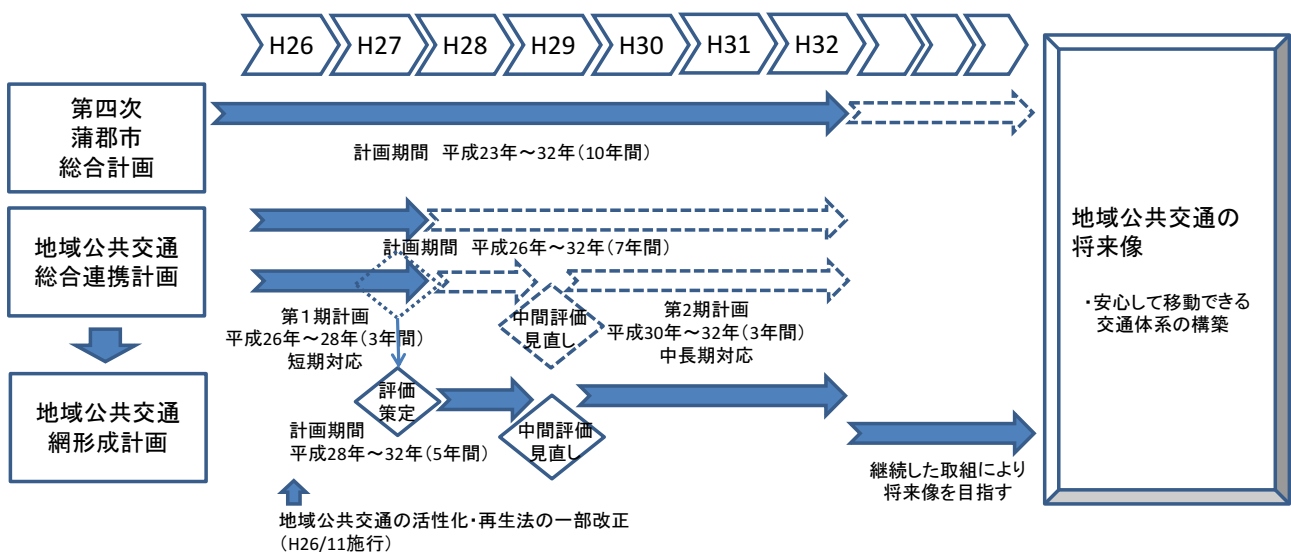 H26 H27 H28 H29 H30 H31 H32
第四次
蒲郡市
総合計画
計画期間　平成23年～32年（10年間）
地域公共交通
総合連携計画
計画期間　平成26年～32年（7年間）
第1期計画
平成26年～28年（3年間）
短期対応
中間評価
見直し
第2期計画
平成30年～32年（3年間）
中長期対応
地域公共交通
網形成計画
評価
策定
計画期間
平成28年～32年（5年間）
中間評価
見直し
継続した取組により
将来像を目指す
地域公共交通の活性化・再生法の一部改正
（H26/11施行）
地域公共交通の
将来像
・安心して移動できる
交通体系の構築